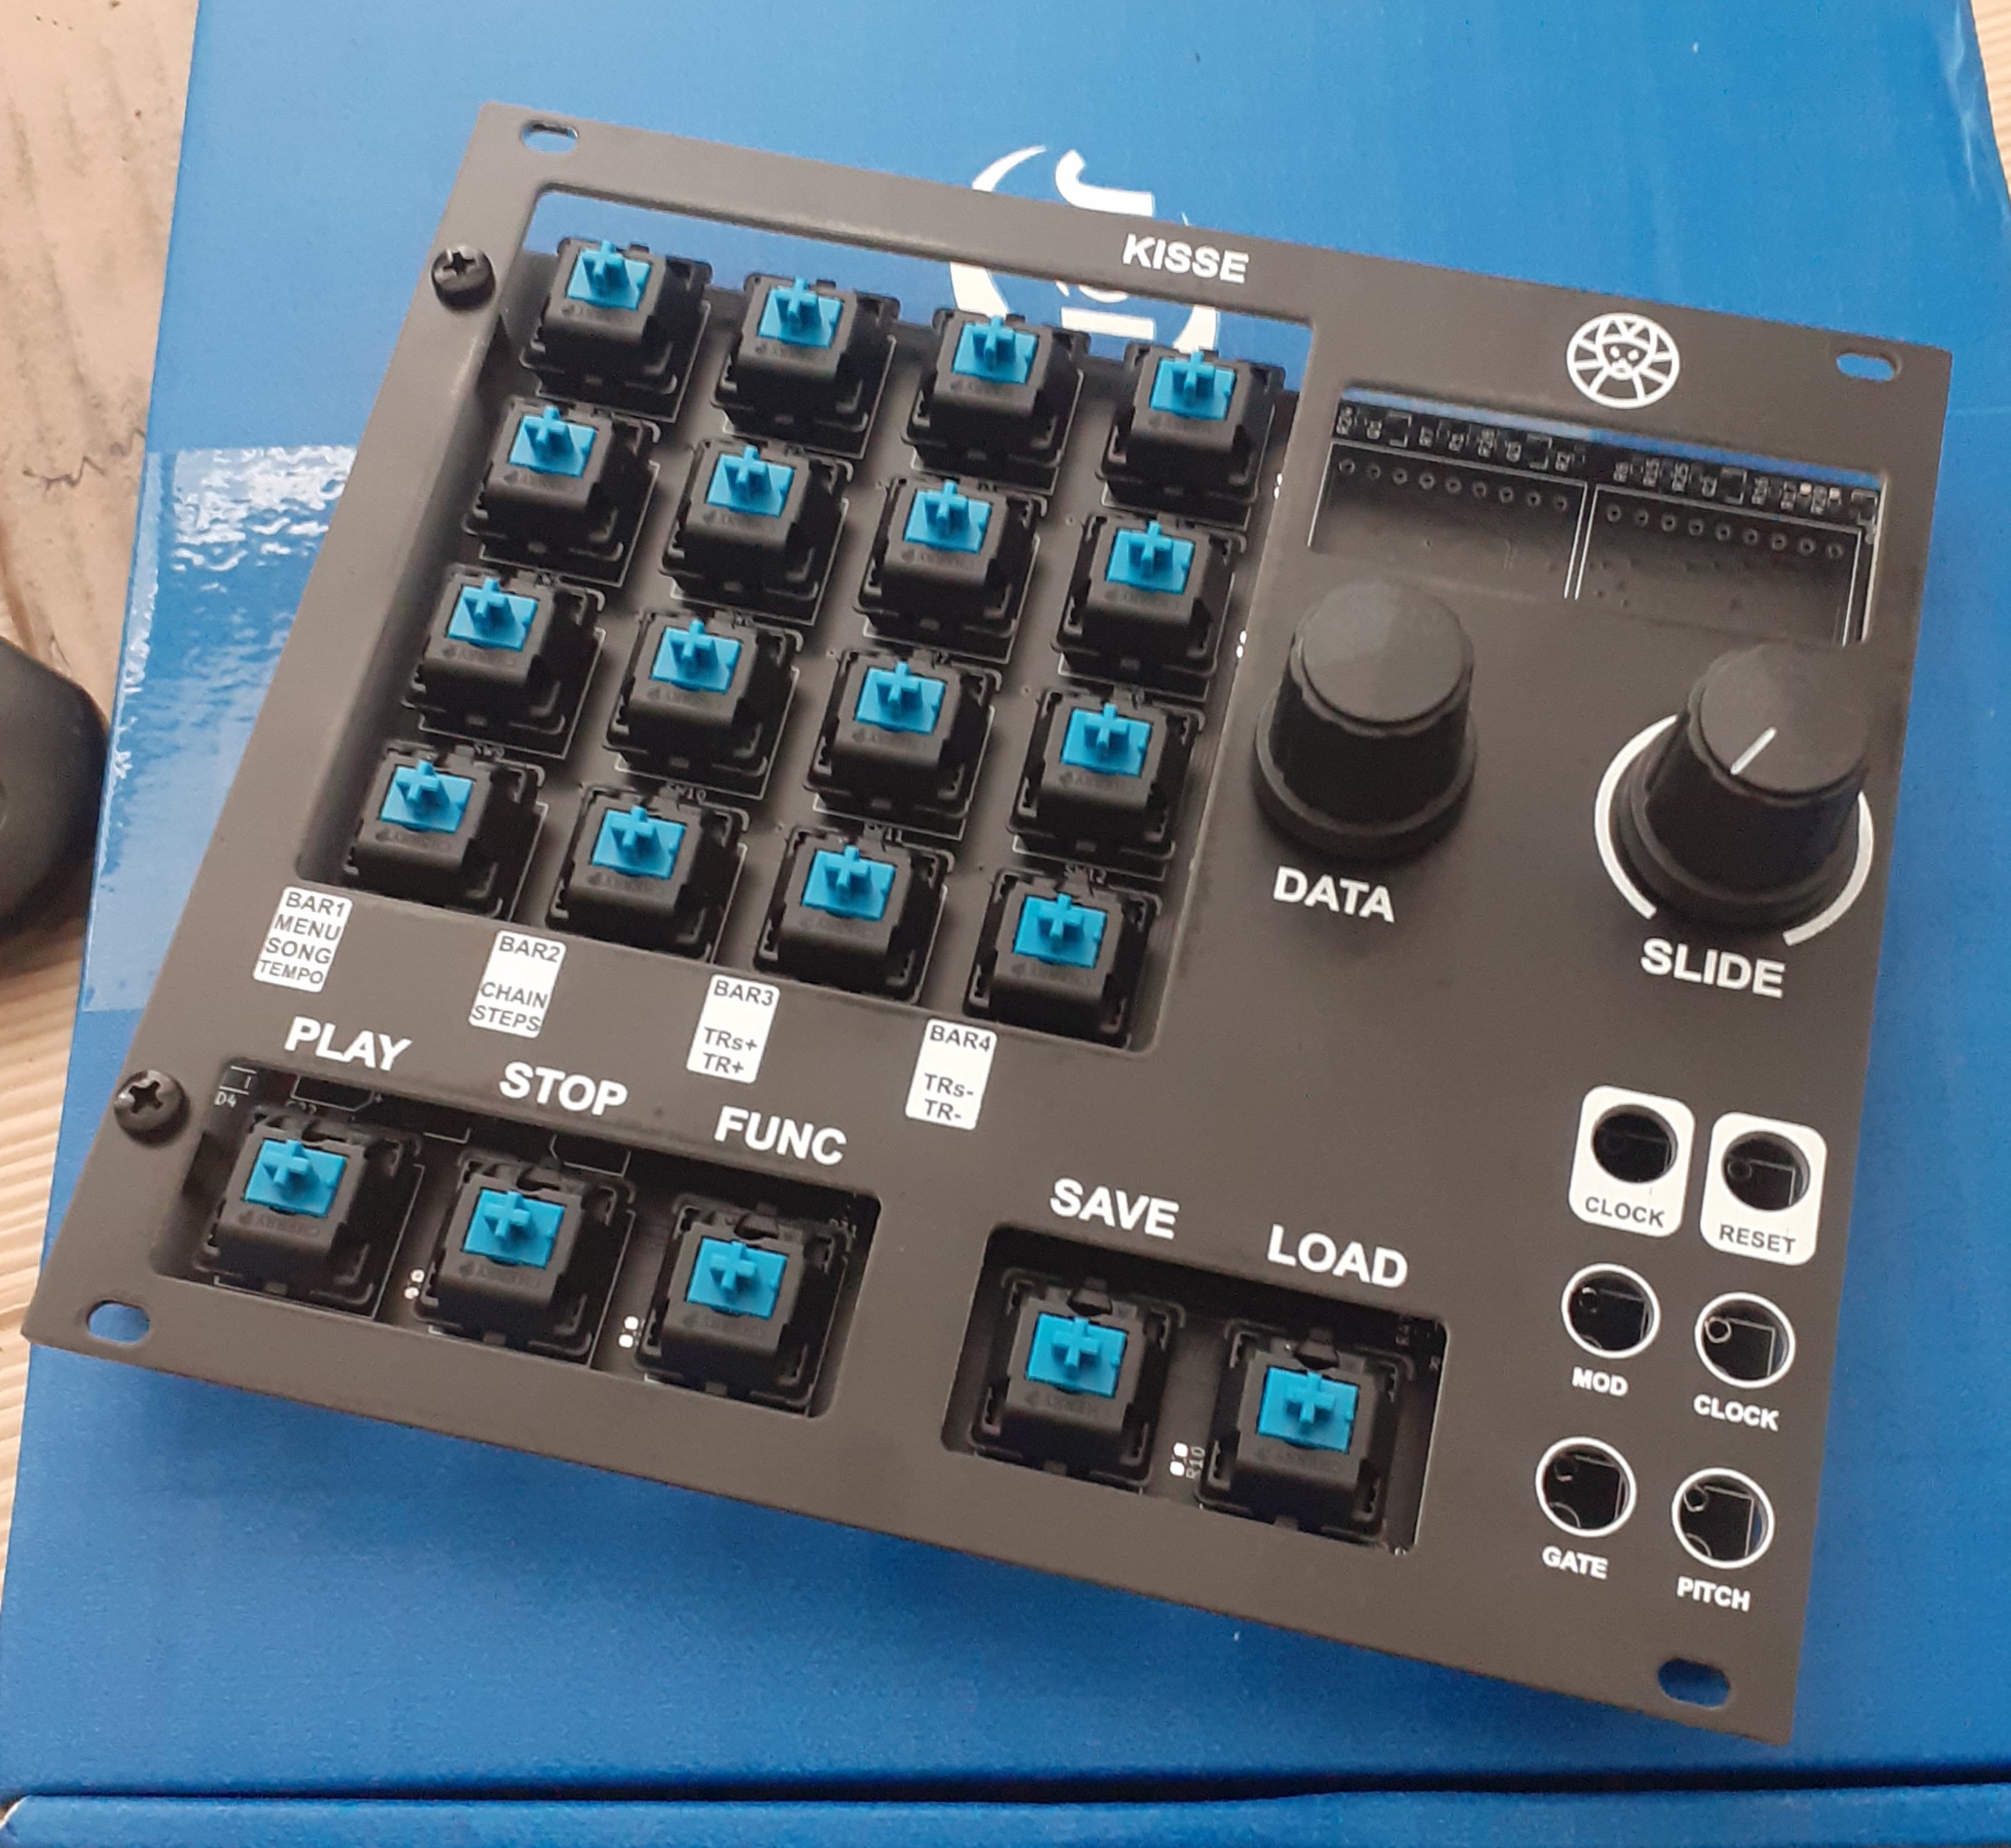 KISSE
DATA
SLIDE
BAR1
MENU
SONG
TEMPO
BAR2
CHAIN
STEPS
BAR3
TRs+
TR+
BAR4
TRs-
TR-
PLAY
STOP
FUNC
SAVE
LOAD
CLOCK
RESET
MOD
CLOCK
GATE
PITCH
D4
R10
CHERRY